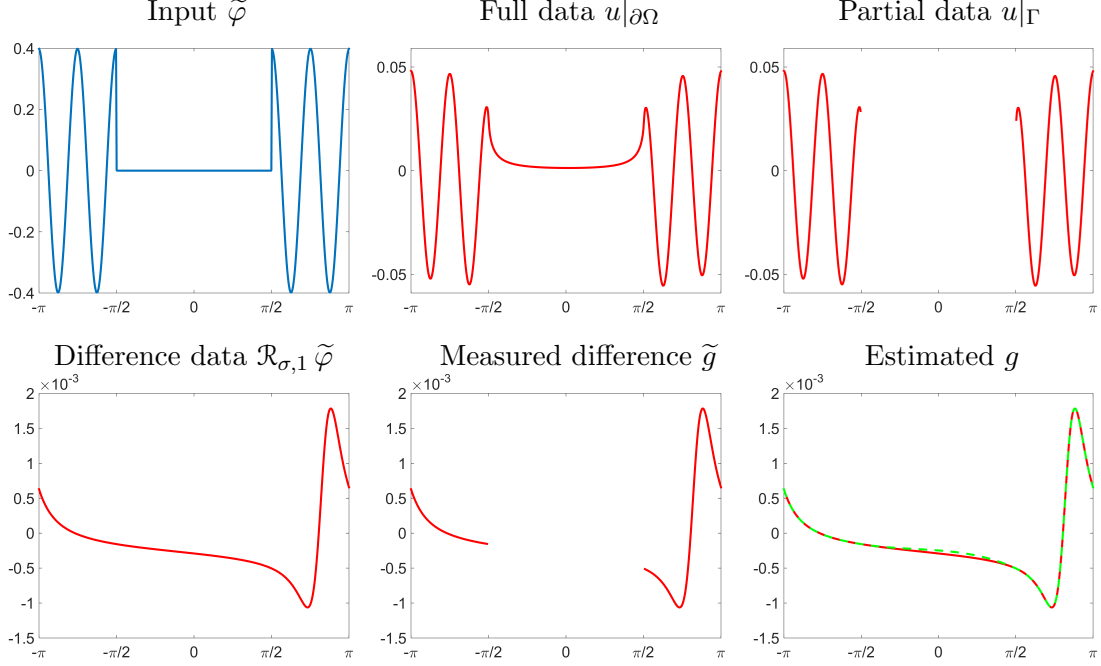 Input φ̃
Full data u|∂Ω
Partial data u|Γ
0.4
0.2
0
-0.2
-0.4
-π
-π/2
0
π/2
π
0.05
0
-0.05
-π
-π/2
0
π/2
π
0.05
0
-0.05
-π
-π/2
0
π/2
π
Difference data ℛσ,1 φ̃
Measured difference g̃
Estimated g
×10-3
2
1.5
1
0.5
0
-0.5
-1
-1.5
-π
-π/2
0
π/2
π
×10-3
2
1.5
1
0.5
0
-0.5
-1
-1.5
-π
-π/2
0
π/2
π
×10-3
2
1.5
1
0.5
0
-0.5
-1
-1.5
-π
-π/2
0
π/2
π